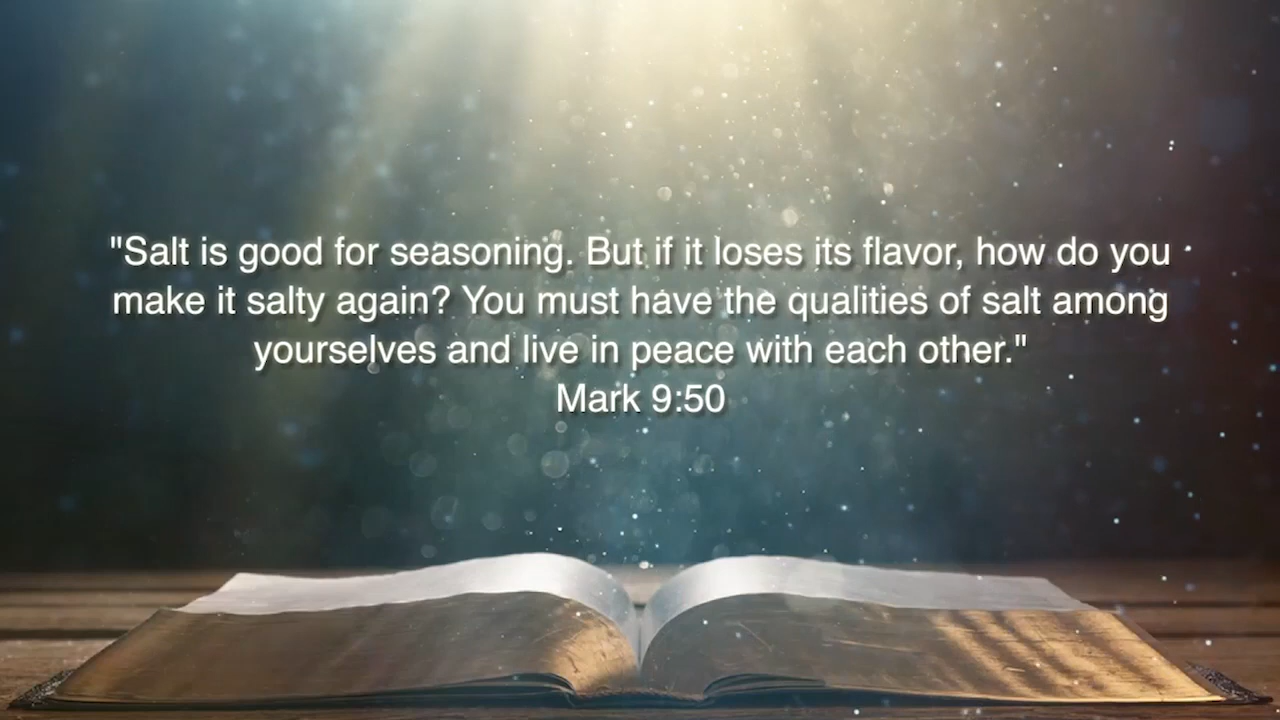 "Salt is good for seasoning. But if it loses its flavor, how do you
make it salty again? You must have the qualities of salt among
yourselves and live in peace with each other."
Mark 9:50